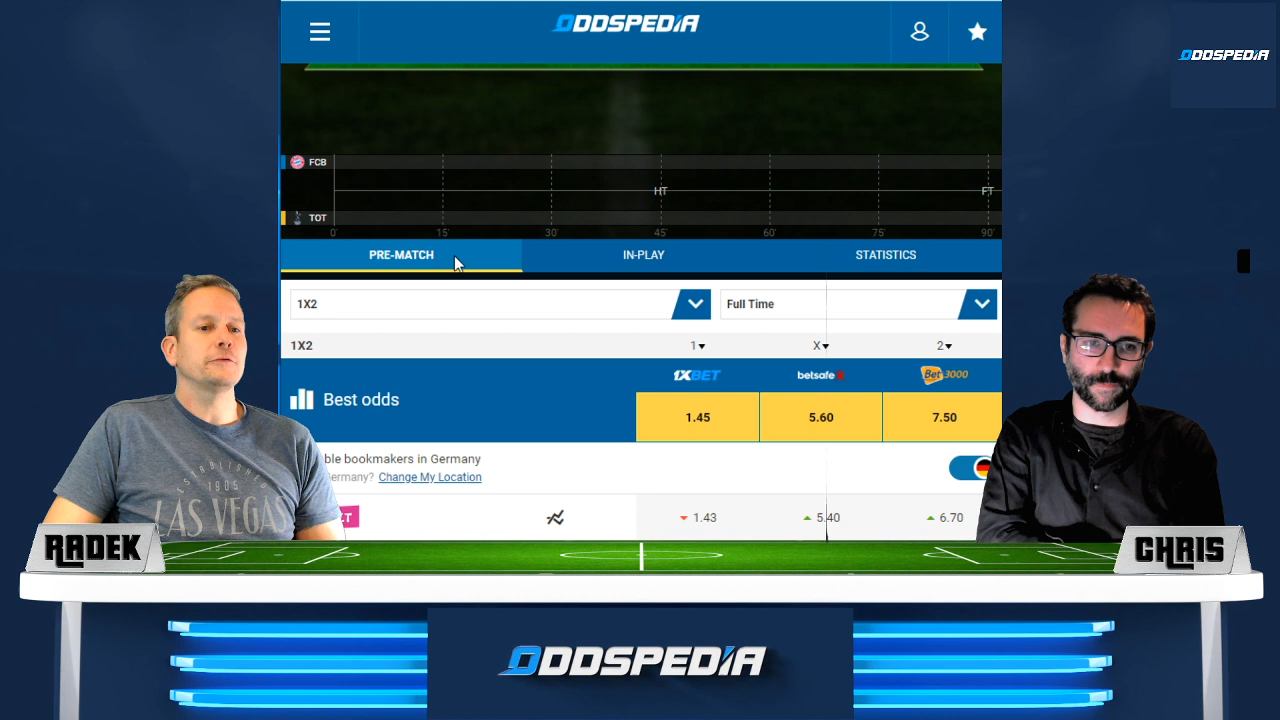 ODDSPEDIA
ODDSPEDIA
FCB
HT
FT
TOT
0' 15' 30' 45' 60' 75' 90'
PRE-MATCH IN-PLAY STATISTICS
1X2 Full Time
1X2 1 X 2
1XBET betsafe Bet3000
Best odds 1.45 5.60 7.50
ble bookmakers in Germany
ermany? Change My Location
1.43 5.40 6.70
ESTABLISHED
1905
LAS VEGAS
RADEK CHRIS
ODDSPEDIA